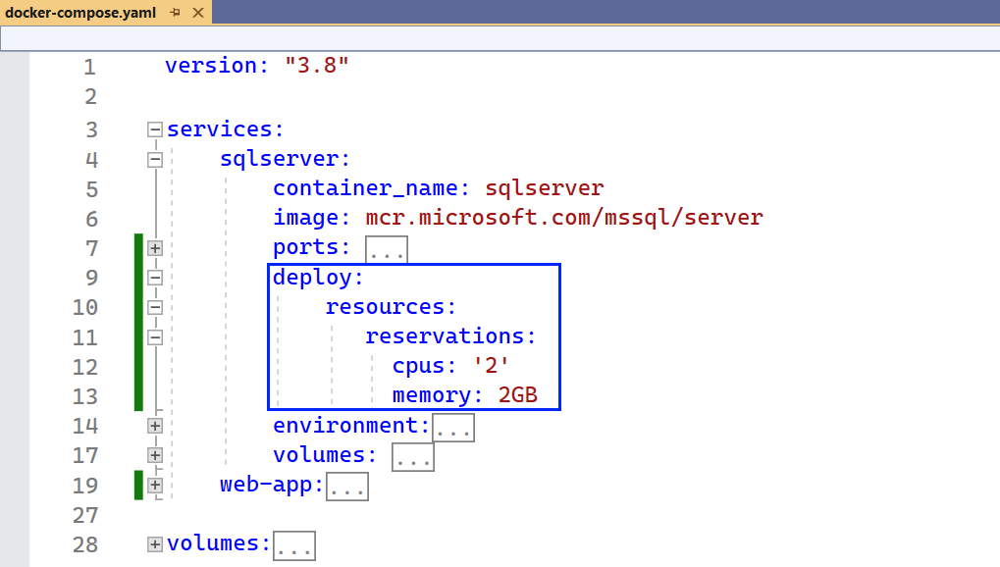 docker-compose.yaml
1 version: "3.8"
2
3 services:
4 sqlserver:
5 container_name: sqlserver
6 image: mcr.microsoft.com/mssql/server
7 ports: ...
9 deploy:
10 resources:
11 reservations:
12 cpus: '2'
13 memory: 2GB
14 environment:...
17 volumes: ...
19 web-app:...
27
28 volumes:...